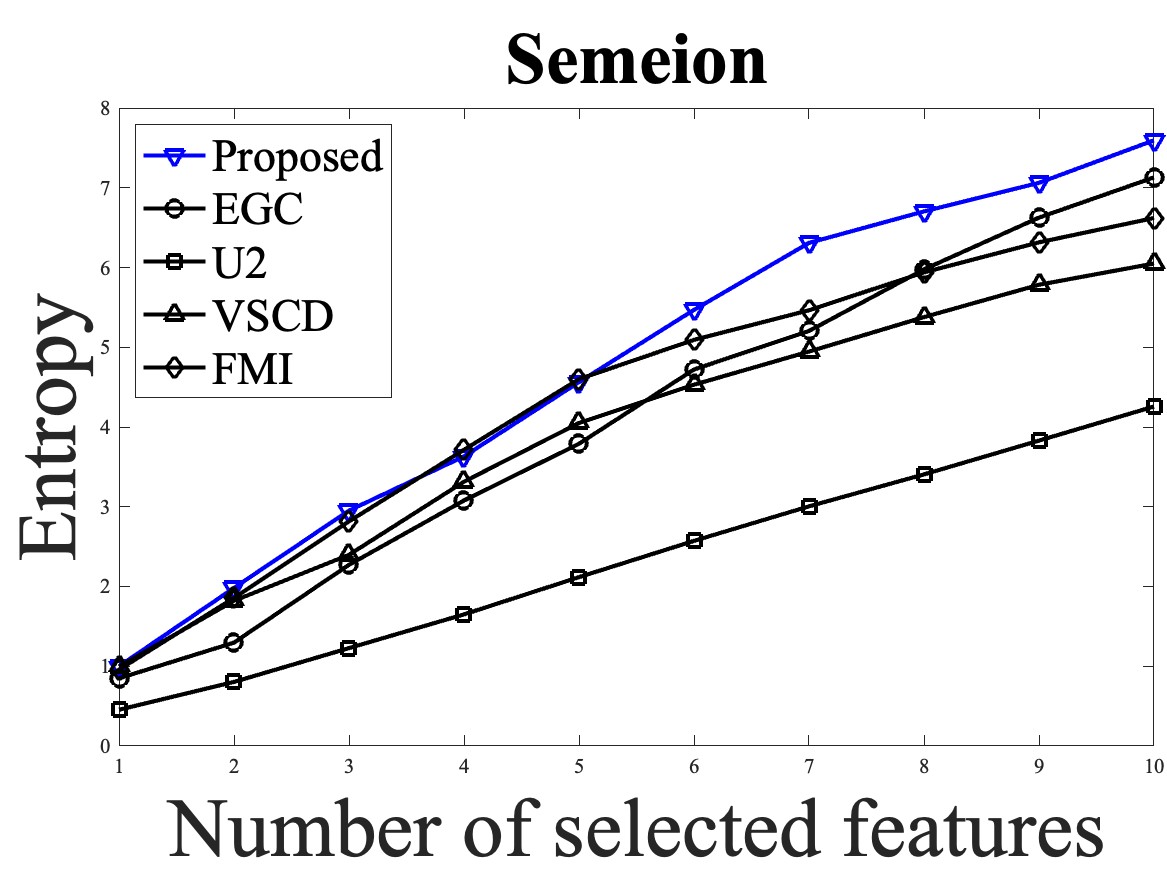 Semeion
8
7
6
5
4
3
2
1
0
Proposed
EGC
U2
VSCD
FMI
Entropy
1 2 3 4 5 6 7 8 9 10
Number of selected features